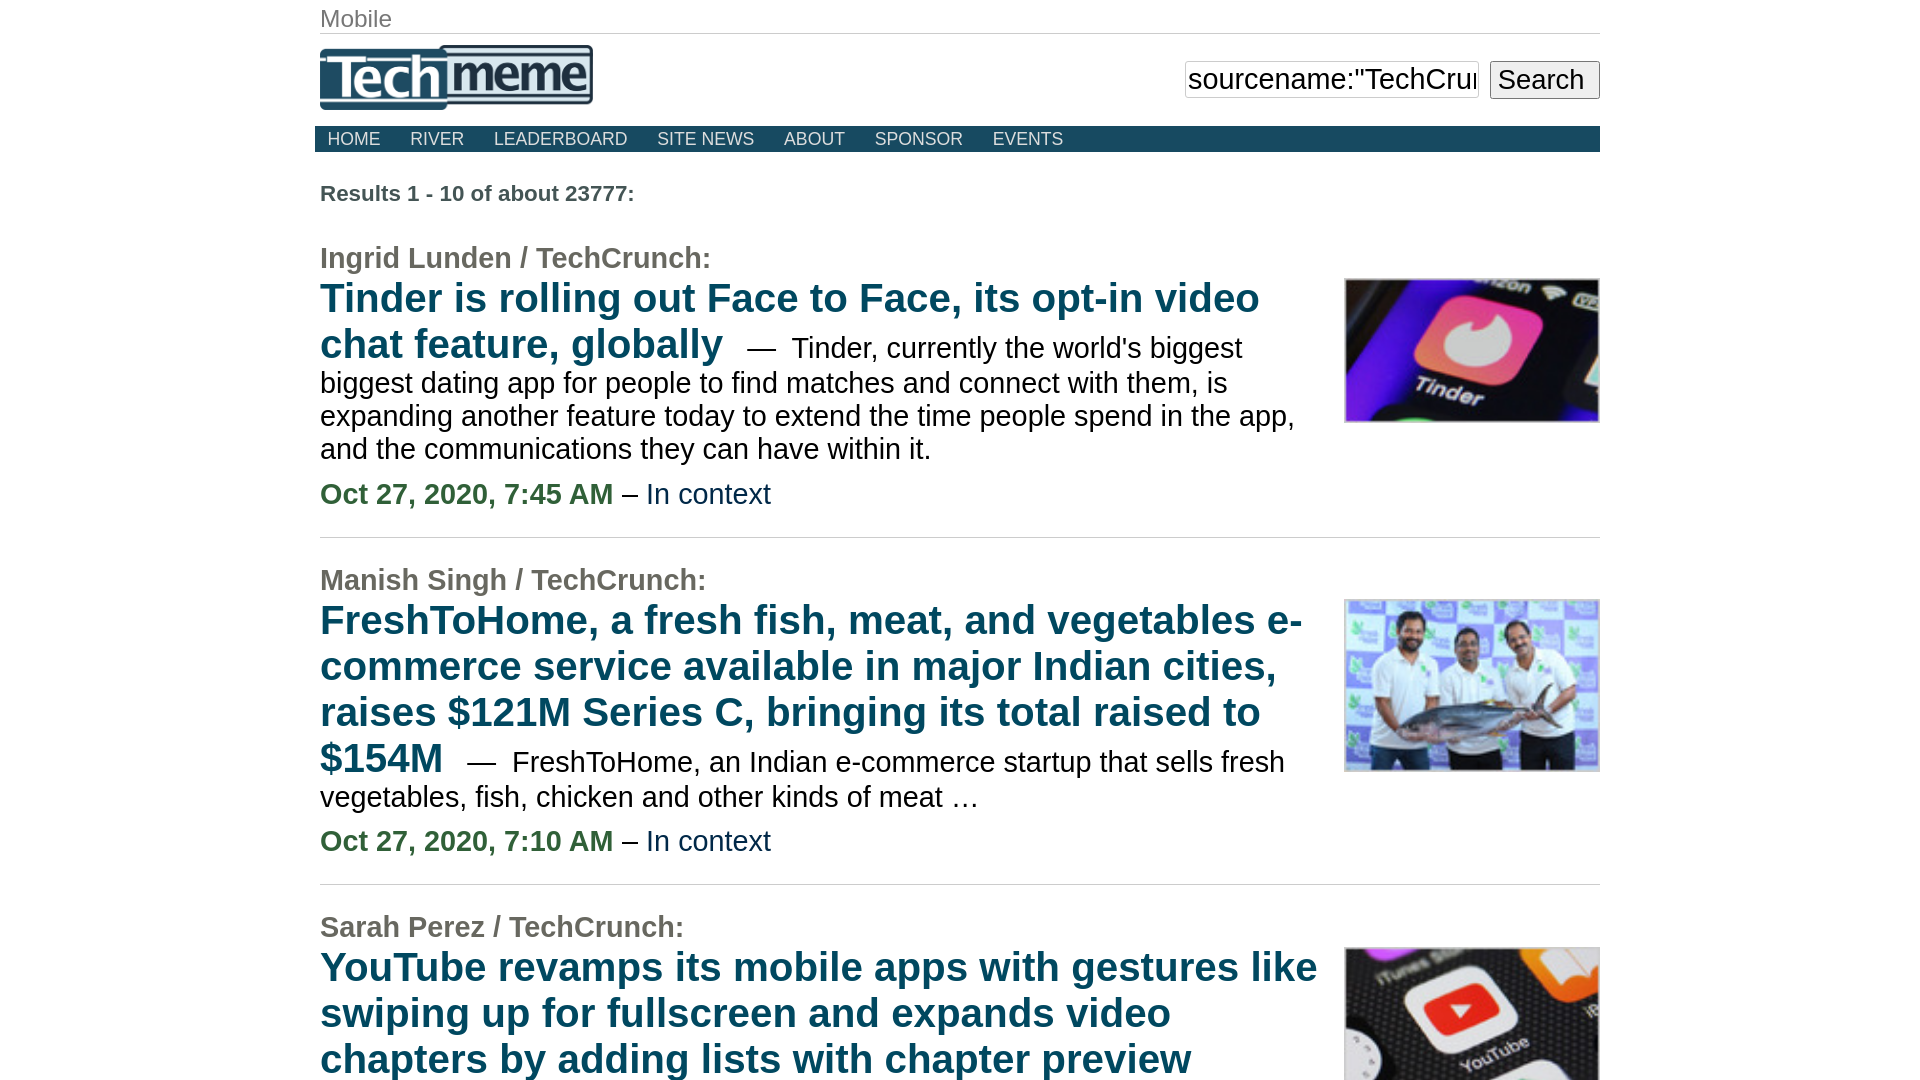 Mobile
Techmeme
sourcename:"TechCrun
Search
HOME RIVER LEADERBOARD SITE NEWS ABOUT SPONSOR EVENTS
Results 1 - 10 of about 23777:
Ingrid Lunden / TechCrunch:
Tinder is rolling out Face to Face, its opt-in video
chat feature, globally — Tinder, currently the world's biggest
biggest dating app for people to find matches and connect with them, is
expanding another feature today to extend the time people spend in the app,
and the communications they can have within it.
Oct 27, 2020, 7:45 AM – In context
Tinder
Manish Singh / TechCrunch:
FreshToHome, a fresh fish, meat, and vegetables e-
commerce service available in major Indian cities,
raises $121M Series C, bringing its total raised to
$154M — FreshToHome, an Indian e-commerce startup that sells fresh
vegetables, fish, chicken and other kinds of meat …
Oct 27, 2020, 7:10 AM – In context
Sarah Perez / TechCrunch:
YouTube revamps its mobile apps with gestures like
swiping up for fullscreen and expands video
chapters by adding lists with chapter preview
YouTube